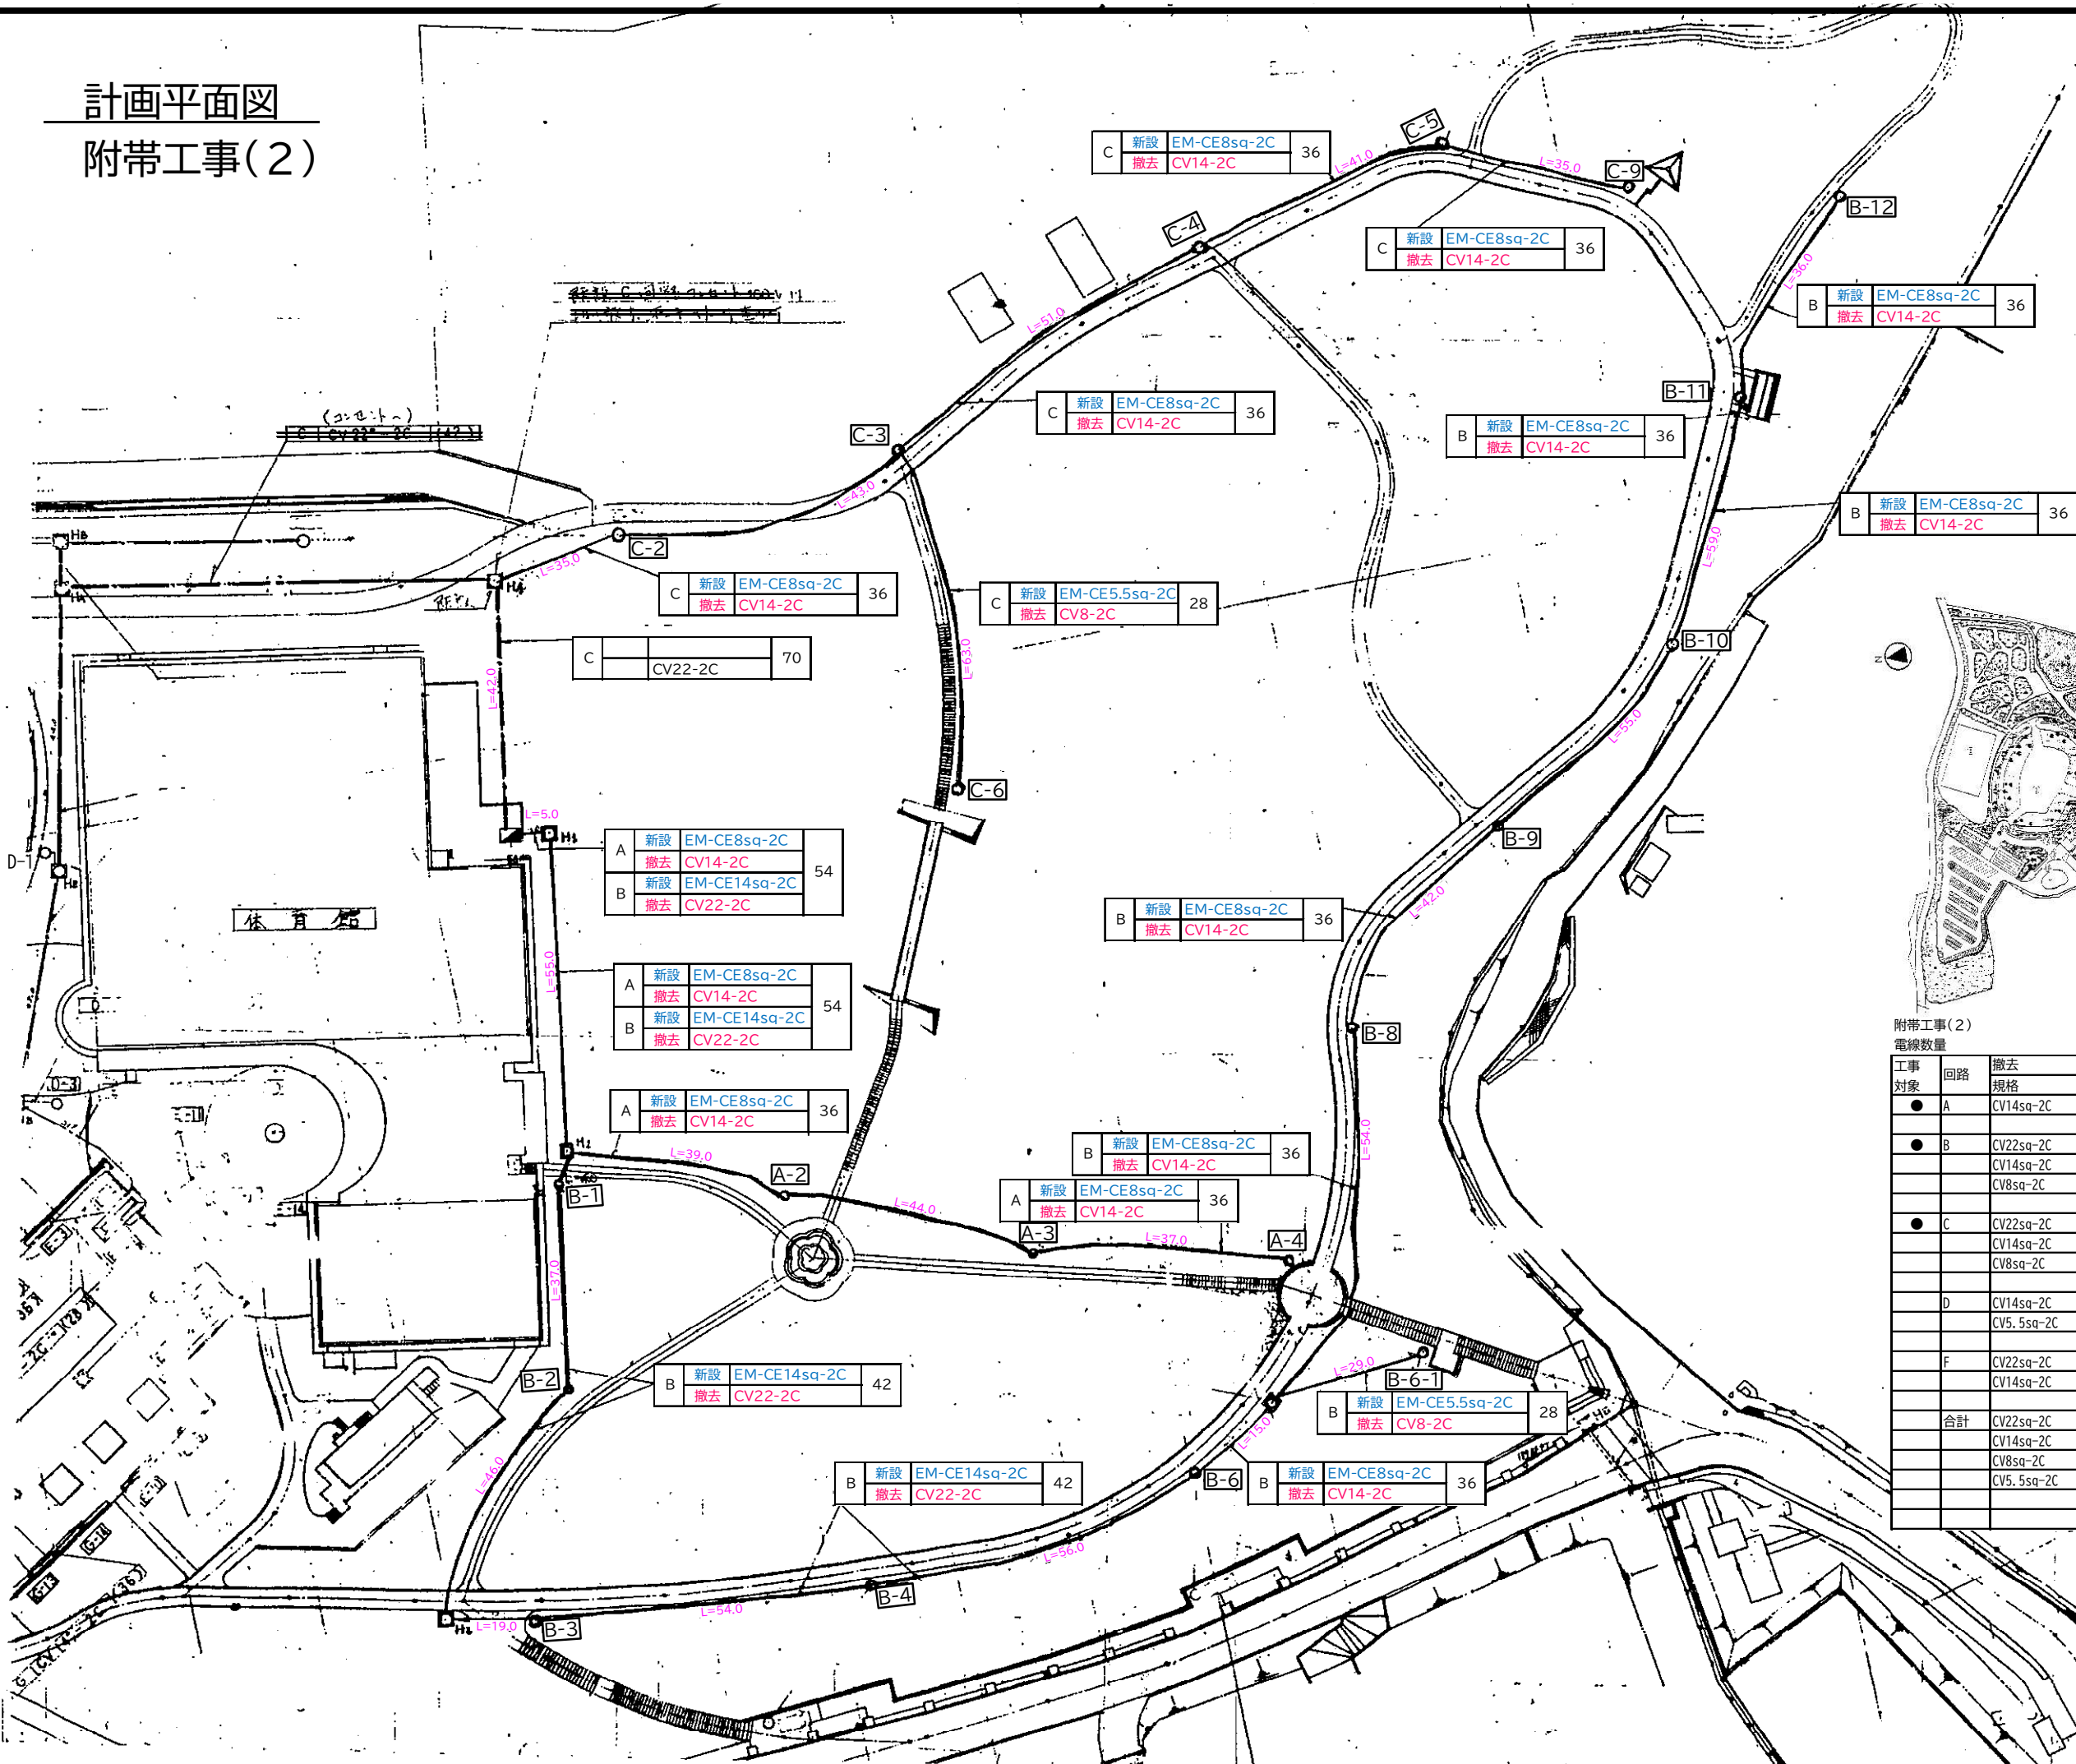 計画平面図
附帯工事(2)
C-5
C 新設 EM-CE8sq-2C 36
撤去 CV14-2C
L=41.0
L=35.0
C-9
B-12
C-4
C 新設 EM-CE8sq-2C 36
撤去 CV14-2C
L=36.0
B 新設 EM-CE8sq-2C 36
撤去 CV14-2C
L=51.0
B-11
C 新設 EM-CE8sq-2C 36
撤去 CV14-2C
B 新設 EM-CE8sq-2C 36
撤去 CV14-2C
(コンセントへ)
C-3
L=43.0
B 新設 EM-CE8sq-2C 36
撤去 CV14-2C
L=59.0
C-2
L=35.0
C 新設 EM-CE8sq-2C 36
撤去 CV14-2C
C 新設 EM-CE5.5sq-2C 28
撤去 CV8-2C
C 70
CV22-2C
L=42.0
L=63.0
B-10
L=55.0
C-6
L=5.0
H1
B-9
D-1
A 新設 EM-CE8sq-2C 54
撤去 CV14-2C
B 新設 EM-CE14sq-2C
撤去 CV22-2C
体育館
B 新設 EM-CE8sq-2C 36
撤去 CV14-2C
L=42.0
L=55.0
A 新設 EM-CE8sq-2C 54
撤去 CV14-2C
B 新設 EM-CE14sq-2C
撤去 CV22-2C
B-8
D-3
A 新設 EM-CE8sq-2C 36
撤去 CV14-2C
H2
L=39.0
B 新設 EM-CE8sq-2C 36
撤去 CV14-2C
L=54.0
B-1
A-2
L=44.0
A 新設 EM-CE8sq-2C 36
撤去 CV14-2C
A-3
L=37.0
A-4
E-3
L=37.0
B-2
B 新設 EM-CE14sq-2C 42
撤去 CV22-2C
L=29.0
B-6-1
B 新設 EM-CE5.5sq-2C 28
撤去 CV8-2C
L=15.0
L=46.0
B-6
B 新設 EM-CE8sq-2C 36
撤去 CV14-2C
B 新設 EM-CE14sq-2C 42
撤去 CV22-2C
L=56.0
G-14
G-13
B-4
L=54.0
L=19.0
B-3
附帯工事(2)
電線数量
工事対象 回路 撤去
規格
● A CV14sq-2C
● B CV22sq-2C
CV14sq-2C
CV8sq-2C
● C CV22sq-2C
CV14sq-2C
CV8sq-2C
D CV14sq-2C
CV5.5sq-2C
F CV22sq-2C
CV14sq-2C
合計 CV22sq-2C
CV14sq-2C
CV8sq-2C
CV5.5sq-2C